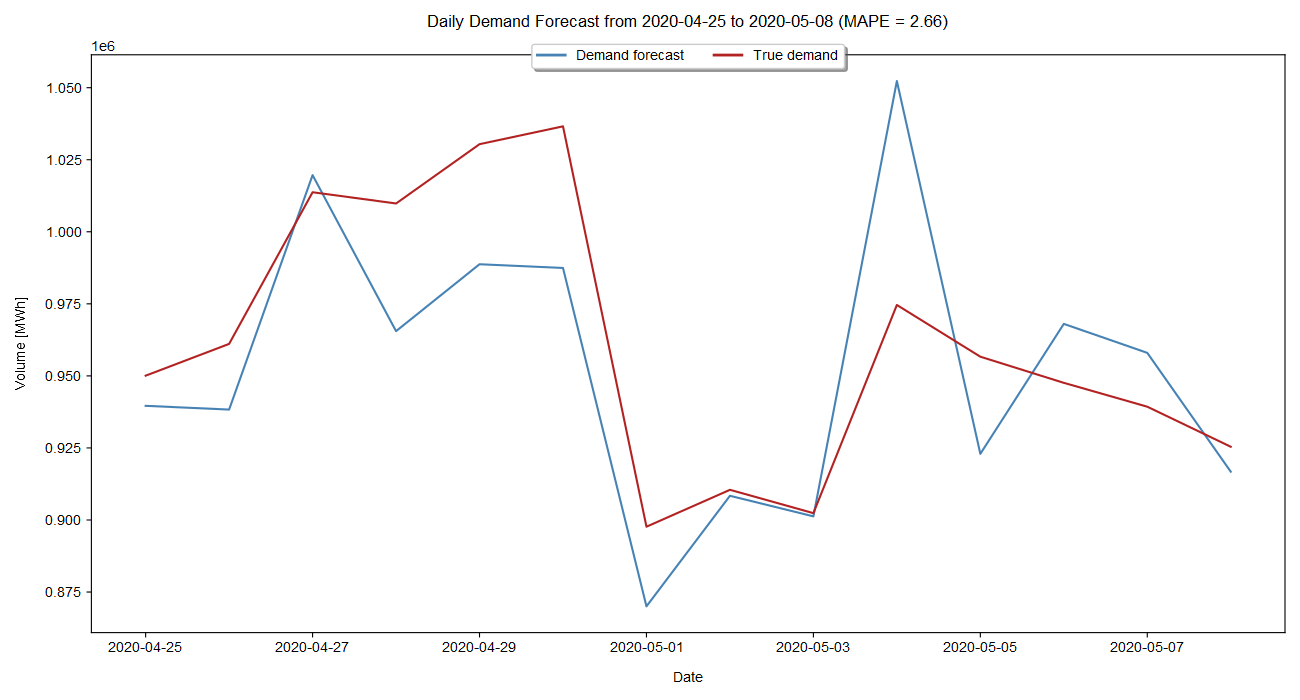 Daily Demand Forecast from 2020-04-25 to 2020-05-08 (MAPE = 2.66)
1e6
Demand forecast
True demand
1.050
1.025
1.000
0.975
0.950
0.925
0.900
0.875
Volume [MWh]
2020-04-25
2020-04-27
2020-04-29
2020-05-01
2020-05-03
2020-05-05
2020-05-07
Date